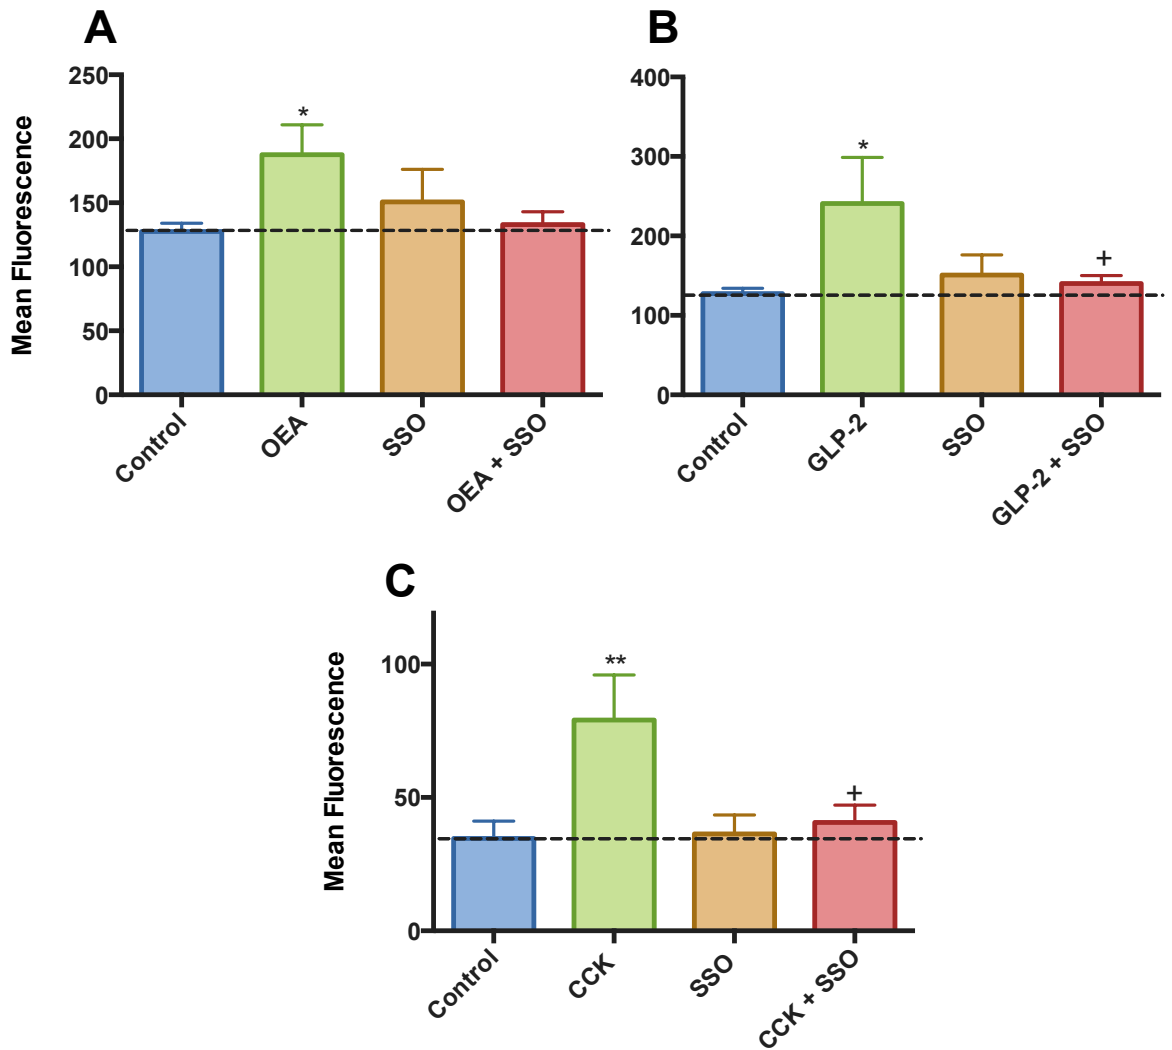 A
Mean Fluorescence
250
200
150
100
50
0
*
Control
OEA
SSO
OEA + SSO
B
400
300
200
100
0
*
+
Control
GLP-2
SSO
GLP-2 + SSO
C
Mean Fluorescence
100
50
0
**
+
Control
CCK
SSO
CCK + SSO